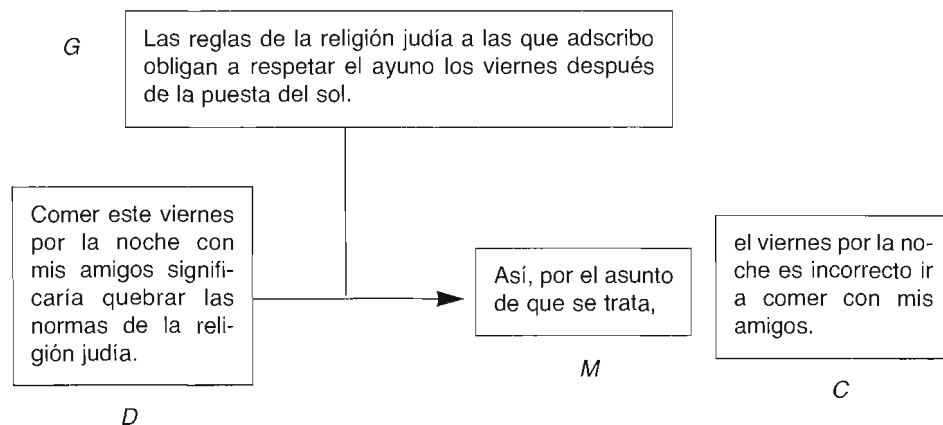 G
Las reglas de la religión judía a las que adscribo
obligan a respetar el ayuno los viernes después
de la puesta del sol.
Comer este viernes
por la noche con
mis amigos signifi-
caría quebrar las
normas de la reli-
gión judía.
D
Así, por el asunto
de que se trata,
M
el viernes por la no-
che es incorrecto ir
a comer con mis
amigos.
C